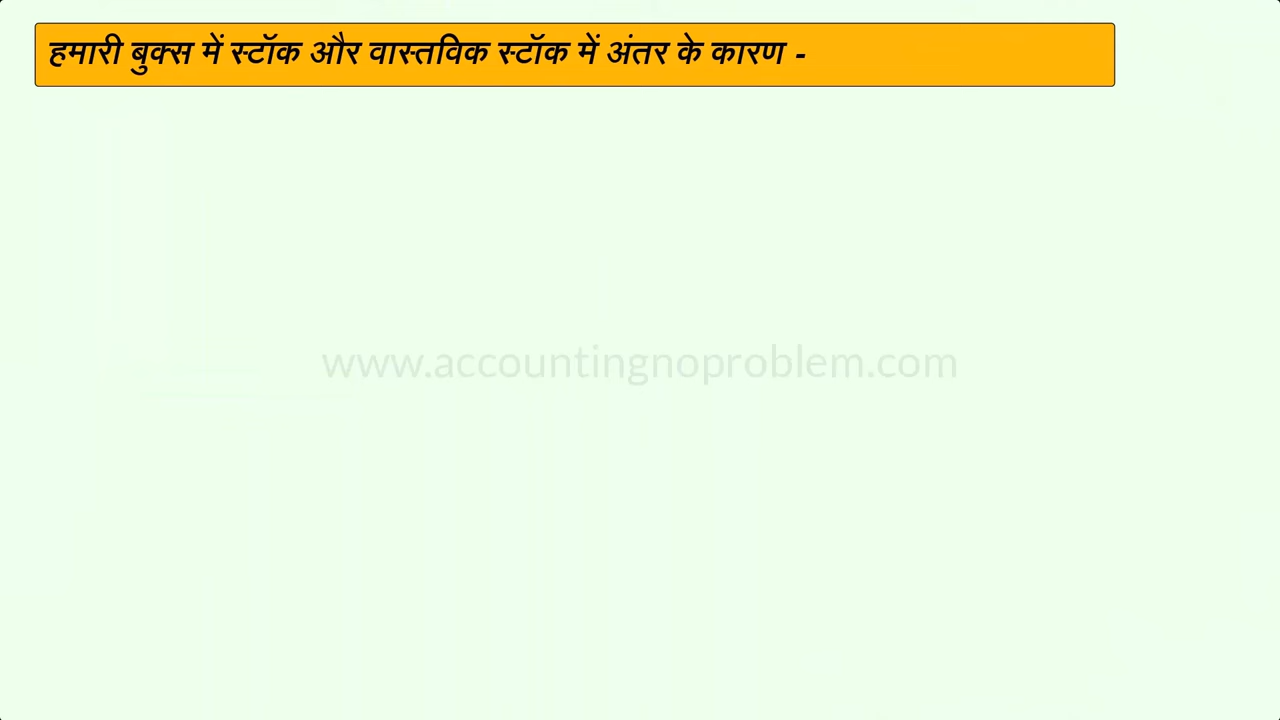 हमारी बुक्स में स्टॉक और वास्तविक स्टॉक में अंतर के कारण -
www.accountingnoproblem.com